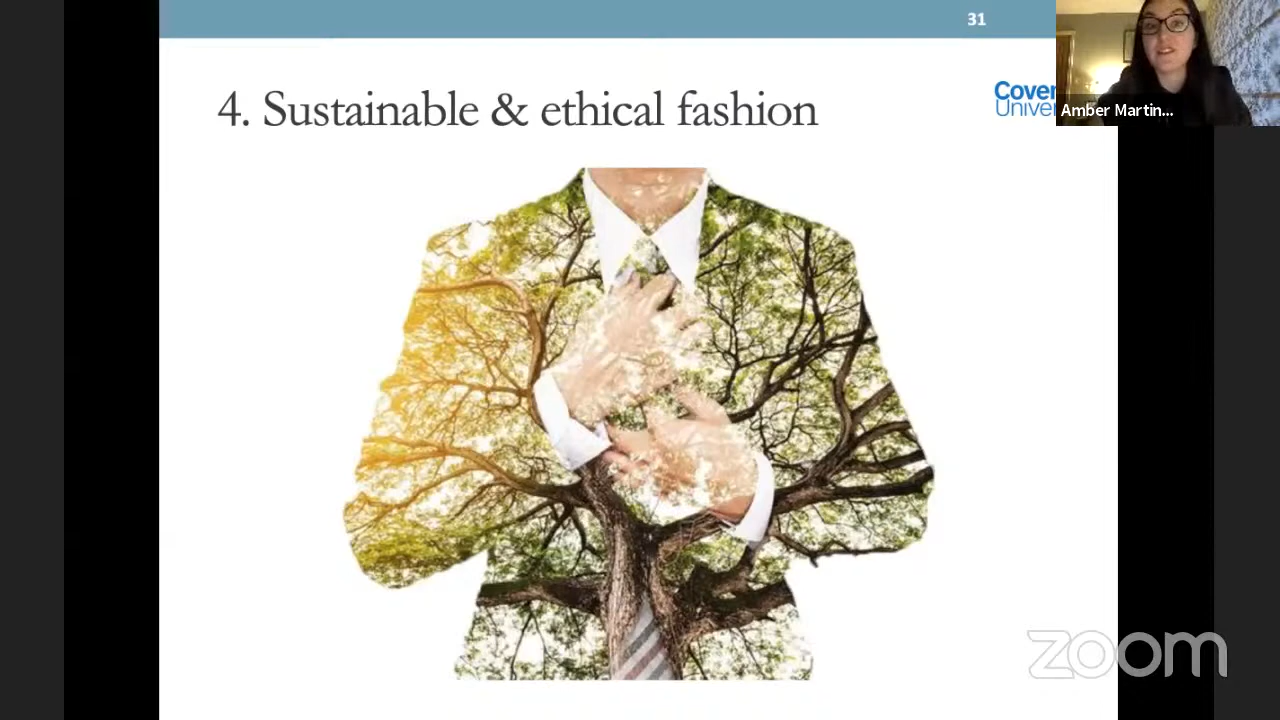 31
4. Sustainable & ethical fashion
Cover
Univer
Amber Martin...
zoom